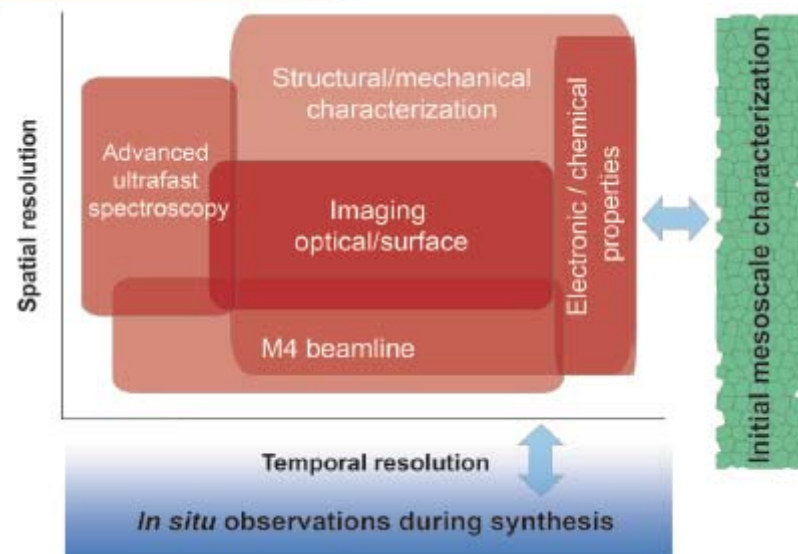 Structural/mechanical
characterization
Advanced
ultrafast
spectroscopy
Imaging
optical/surface
Electronic / chemical
properties
M4 beamline
Spatial resolution
Temporal resolution
In situ observations during synthesis
Initial mesoscale characterization